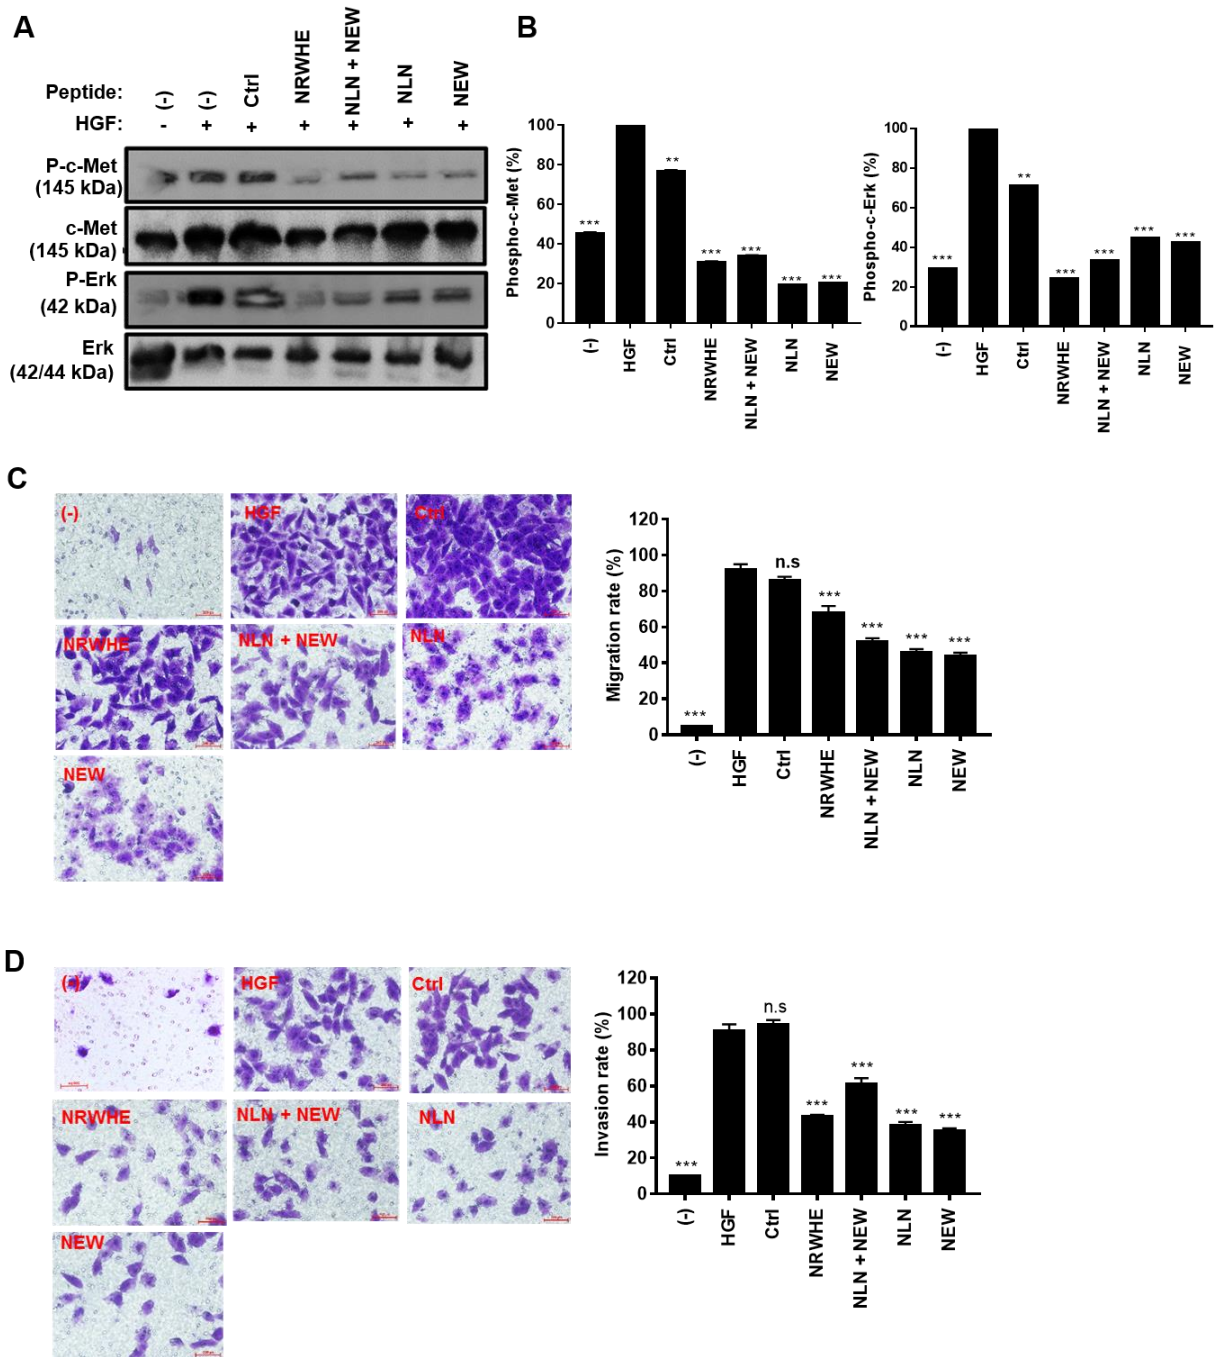 A
Peptide:
(-)
(-)
Ctrl
NRWHE
NLN + NEW
NLN
NEW
HGF:
- + + + + + +
P-c-Met
(145 kDa)
c-Met
(145 kDa)
P-Erk
(42 kDa)
Erk
(42/44 kDa)
B
Phospho-c-Met (%)
100
80
60
40
20
0
***
**
***
***
***
***
(-)
HGF
Ctrl
NRWHE
NLN + NEW
NLN
NEW
Phospho-c-Erk (%)
100
80
60
40
20
0
***
**
***
***
***
***
(-)
HGF
Ctrl
NRWHE
NLN + NEW
NLN
NEW
C
(-)
HGF
Ctrl
NRWHE
NLN + NEW
NLN
NEW
Migration rate (%)
120
100
80
60
40
20
0
***
n.s
***
***
***
***
(-)
HGF
Ctrl
NRWHE
NLN + NEW
NLN
NEW
D
(-)
HGF
Ctrl
NRWHE
NLN + NEW
NLN
NEW
Invasion rate (%)
120
100
80
60
40
20
0
***
n.s
***
***
***
***
(-)
HGF
Ctrl
NRWHE
NLN + NEW
NLN
NEW